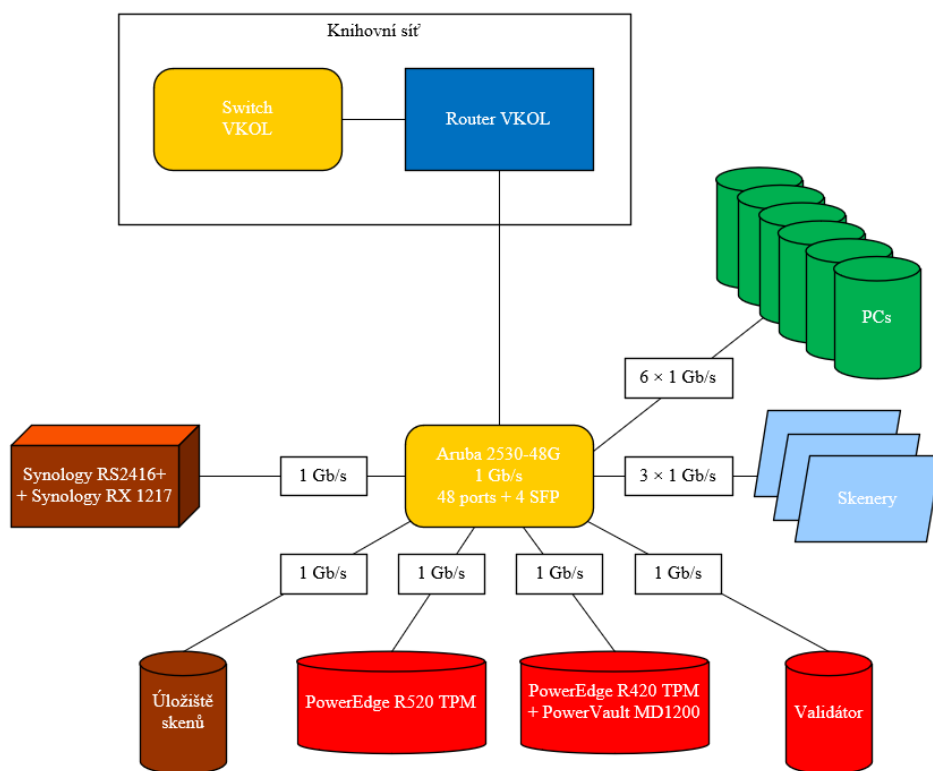 Knihovní síť
Switch
VKOL
Router VKOL
PCs
6 × 1 Gb/s
Synology RS2416+
+ Synology RX 1217
1 Gb/s
Aruba 2530-48G
1 Gb/s
48 ports + 4 SFP
3 × 1 Gb/s
Skenery
1 Gb/s
1 Gb/s
1 Gb/s
1 Gb/s
Úložiště
skenů
PowerEdge R520 TPM
PowerEdge R420 TPM
+ PowerVault MD1200
Validátor